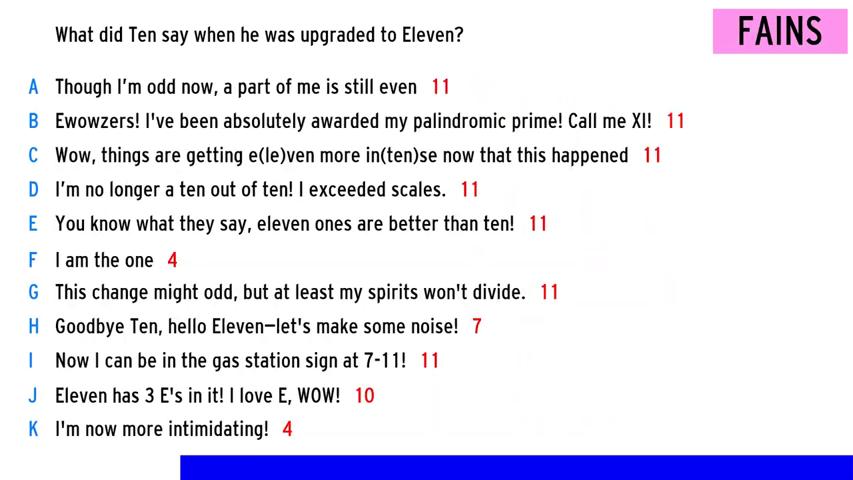 What did Ten say when he was upgraded to Eleven?
FAINS
A Though I'm odd now, a part of me is still even 11
B Ewowzers! I've been absolutely awarded my palindromic prime! Call me XI! 11
C Wow, things are getting e(le)ven more in(ten)se now that this happened 11
D I'm no longer a ten out of ten! I exceeded scales. 11
E You know what they say, eleven ones are better than ten! 11
F I am the one 4
G This change might odd, but at least my spirits won't divide. 11
H Goodbye Ten, hello Eleven—let's make some noise! 7
I Now I can be in the gas station sign at 7-11! 11
J Eleven has 3 E's in it! I love E, WOW! 10
K I'm now more intimidating! 4